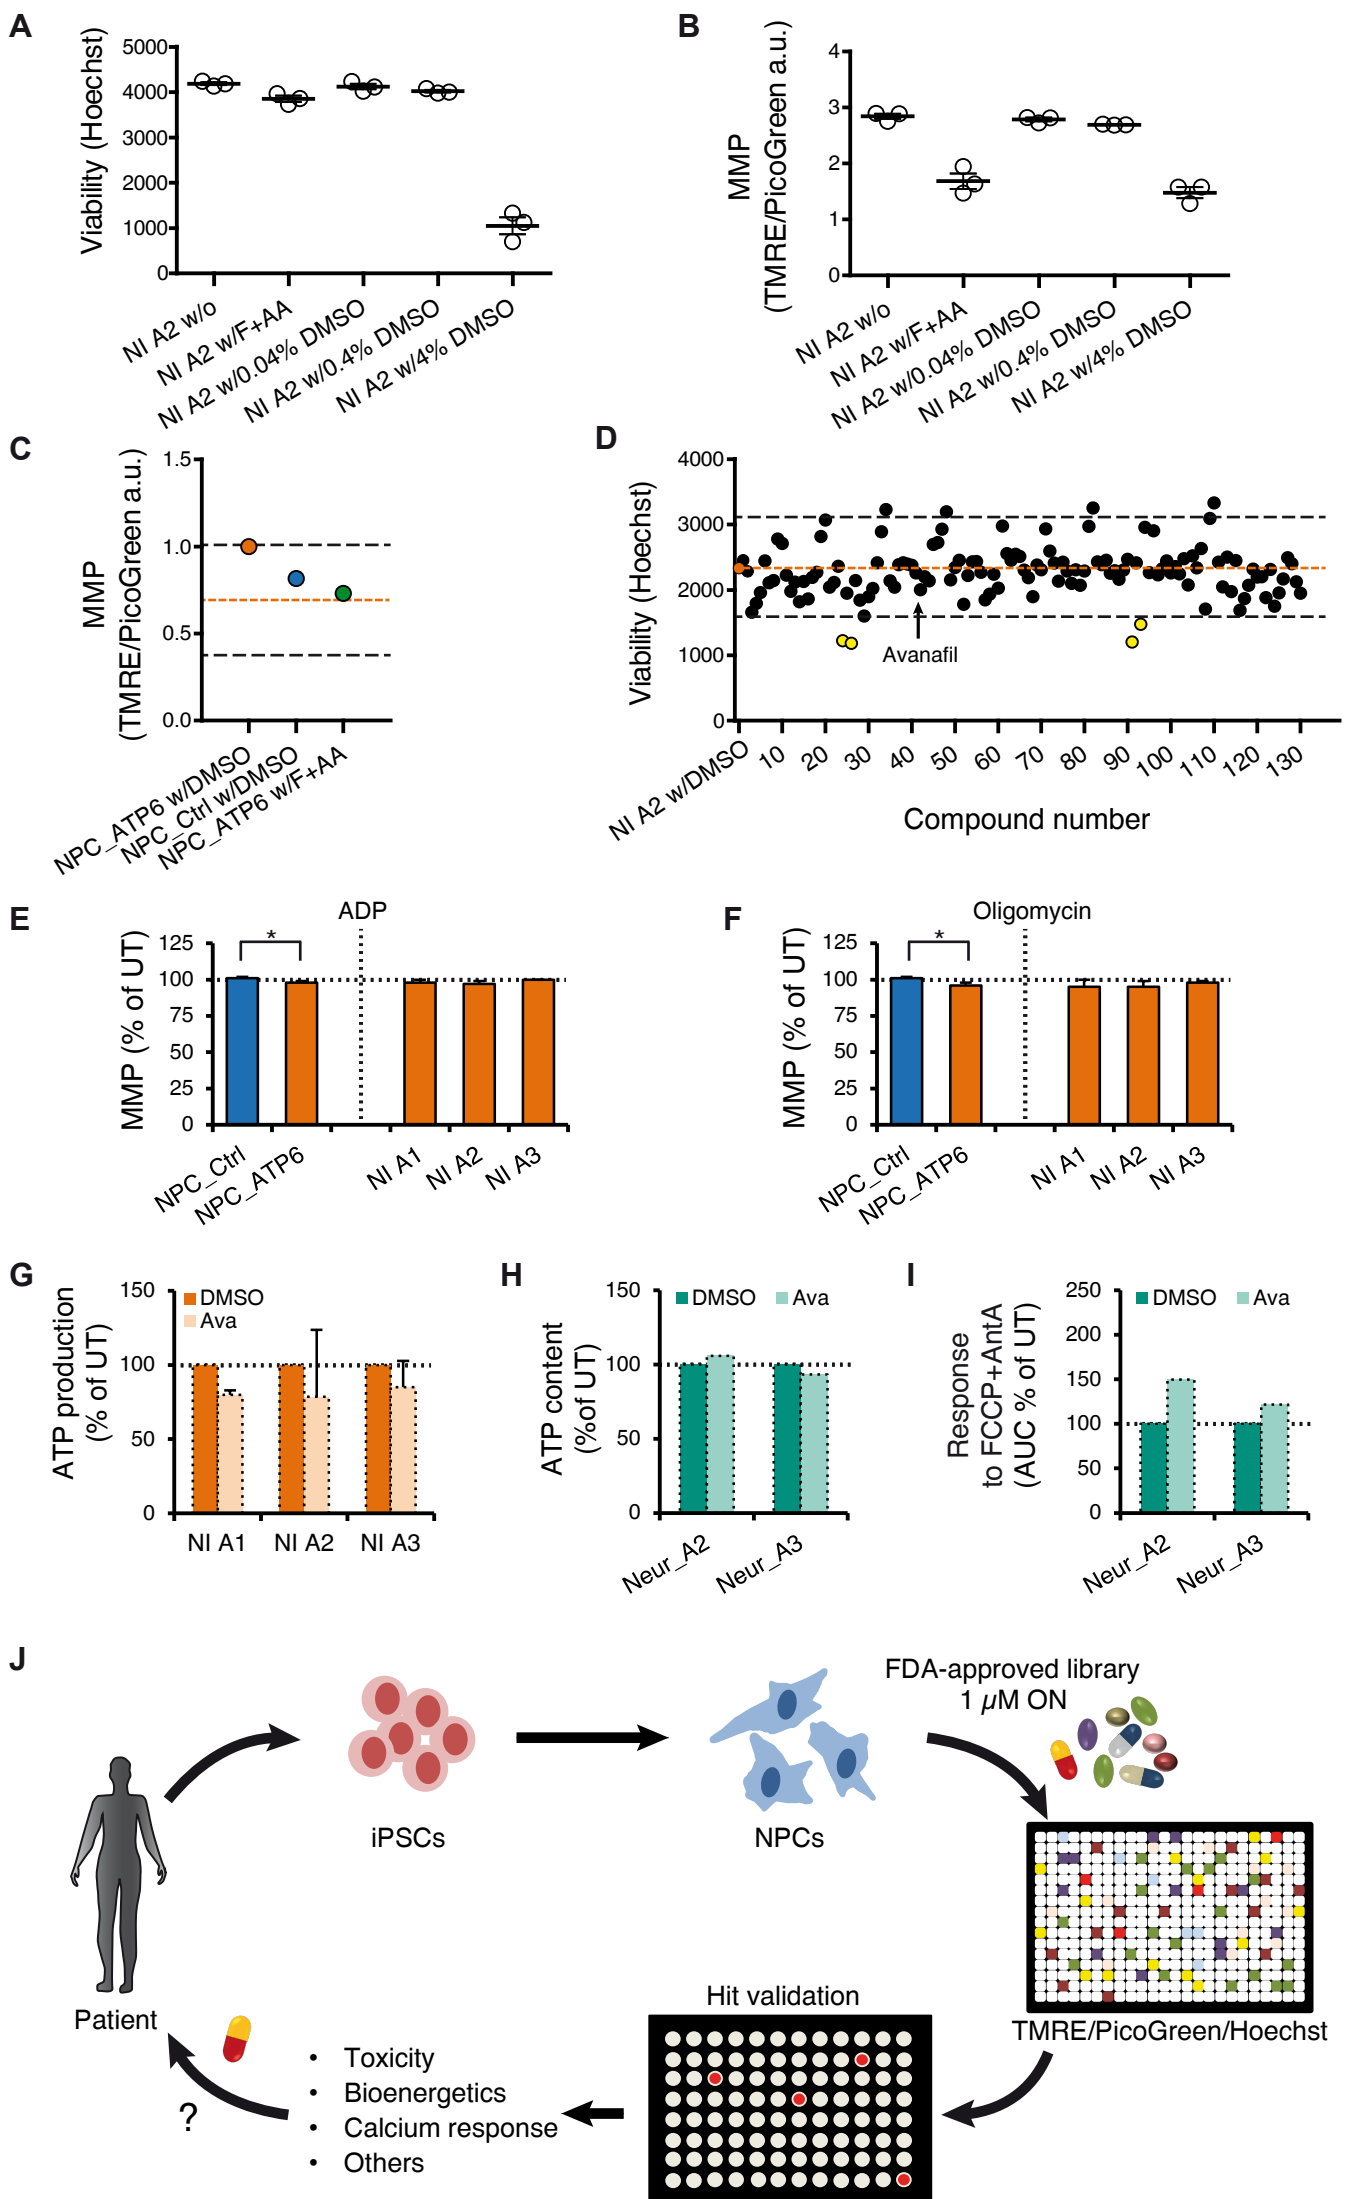 A
Viability (Hoechst)
5000
4000
3000
2000
1000
0
NI A2 w/o
NI A2 w/F+AA
NI A2 w/0.04% DMSO
NI A2 w/0.4% DMSO
NI A2 w/4% DMSO
B
MMP
(TMRE/PicoGreen a.u.)
4
3
2
1
0
NI A2 w/o
NI A2 w/F+AA
NI A2 w/0.04% DMSO
NI A2 w/0.4% DMSO
NI A2 w/4% DMSO
C
MMP
(TMRE/PicoGreen a.u.)
1.5
1.0
0.5
0.0
NPC_ATP6 w/DMSO
NPC_Ctrl w/DMSO
NPC_ATP6 w/F+AA
D
Viability (Hoechst)
4000
3000
2000
1000
0
Avanafil
NI A2 w/DMSO
10
20
30
40
50
60
70
80
90
100
110
120
130
Compound number
E
ADP
MMP (% of UT)
125
100
75
50
25
0
*
NPC_Ctrl
NPC_ATP6
NI A1
NI A2
NI A3
F
Oligomycin
MMP (% of UT)
125
100
75
50
25
0
*
NPC_Ctrl
NPC_ATP6
NI A1
NI A2
NI A3
G
ATP production
(% of UT)
150
100
50
0
DMSO
Ava
NI A1
NI A2
NI A3
H
ATP content
(%of UT)
150
100
50
0
DMSO
Ava
Neur_A2
Neur_A3
I
Response
to FCCP+AntA
(AUC % of UT)
250
200
150
100
50
0
DMSO
Ava
Neur_A2
Neur_A3
J
FDA-approved library
1 µM ON
iPSCs
NPCs
Patient
TMRE/PicoGreen/Hoechst
Hit validation
• Toxicity
• Bioenergetics
• Calcium response
• Others
?